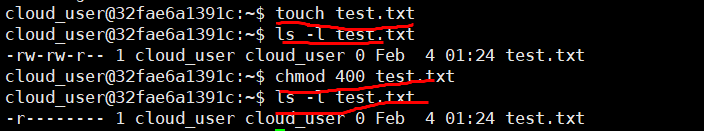 cloud_user@32fae6a1391c:~$ touch test.txt
cloud_user@32fae6a1391c:~$ ls -l test.txt
-rw-rw-r-- 1 cloud_user cloud_user 0 Feb  4 01:24 test.txt
cloud_user@32fae6a1391c:~$ chmod 400 test.txt
cloud_user@32fae6a1391c:~$ ls -l test.txt
-r-------- 1 cloud_user cloud_user 0 Feb  4 01:24 test.txt